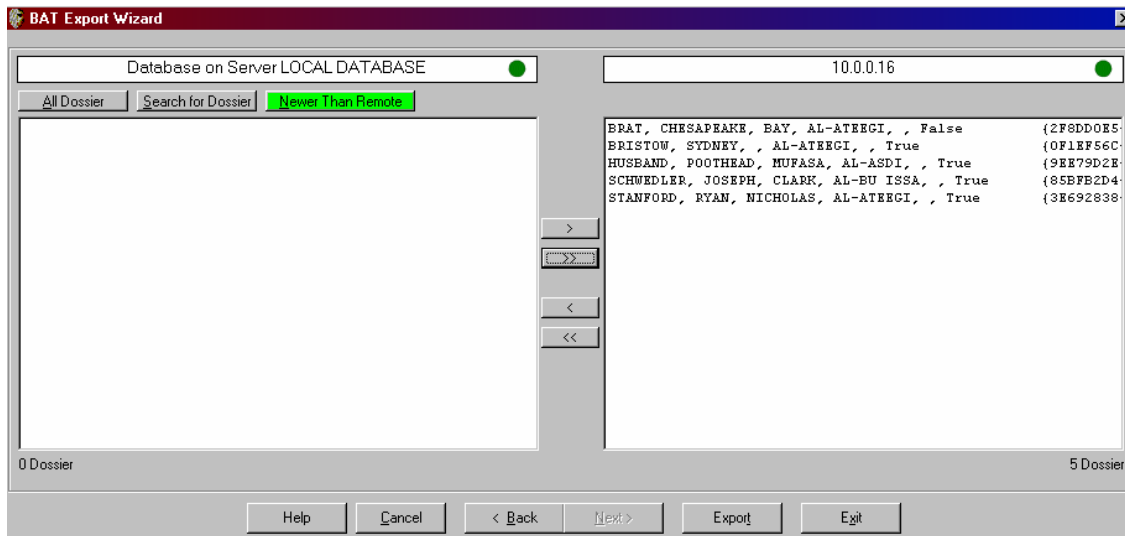 BAT Export Wizard
Database on Server LOCAL DATABASE
10.0.0.16
All Dossier Search for Dossier Newer Than Remote
BRAT, CHESAPEAKE, BAY, AL-ATEEGI, , False {2F8DD0E5-
BRISTOW, SYDNEY, , AL-ATEEGI, , True {0F1EF56C-
HUSBAND, POOTHEAD, MUFASA, AL-ASDI, , True {9EE79D2E-
SCHWEDLER, JOSEPH, CLARK, AL-BU ISSA, , True {85BFB2D4-
STANFORD, RYAN, NICHOLAS, AL-ATEEGI, , True {3E692838-
>
>>
<
<<
0 Dossier
5 Dossier
Help Cancel < Back Next > Export Exit